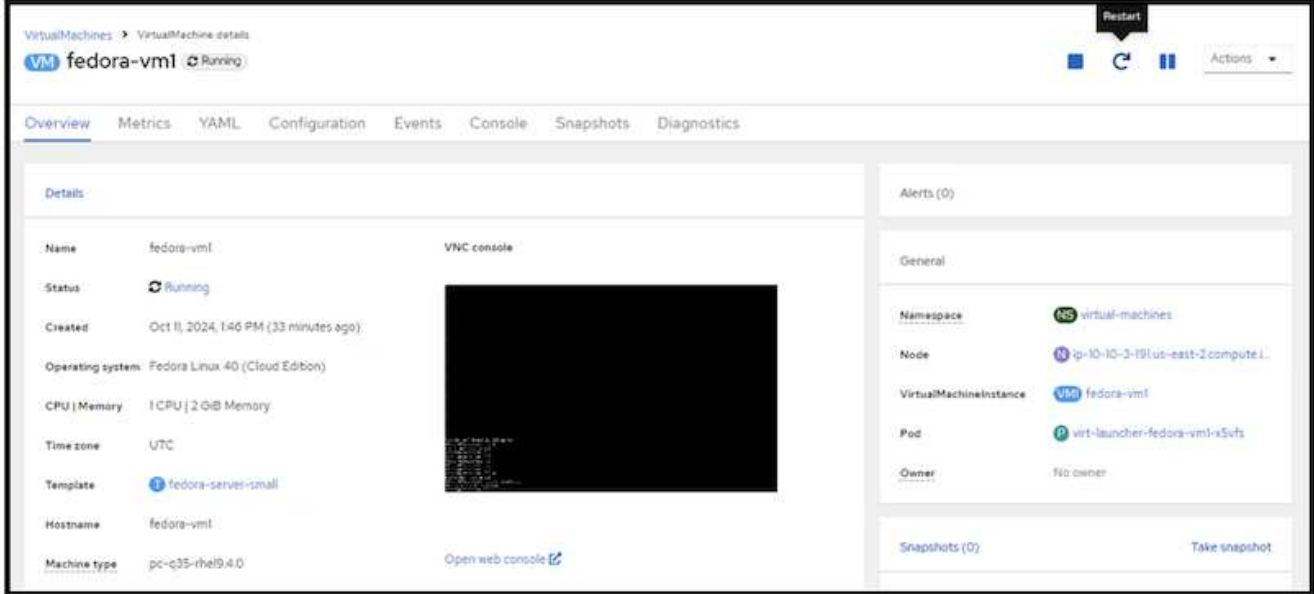 Restart
VirtualMachines > VirtualMachine details
VM fedora-vm1 Running
Actions
Overview Metrics YAML Configuration Events Console Snapshots Diagnostics
Details
Name fedora-vm1
Status Running
Created Oct 11, 2024, 1:46 PM (33 minutes ago)
Operating system Fedora Linux 40 (Cloud Edition)
CPU | Memory 1 CPU | 2 GiB Memory
Time zone UTC
Template T fedora-server-small
Hostname fedora-vm1
Machine type pc-q35-rhel9.4.0
VNC console
Open web console
Alerts (0)
General
Namespace NS virtual-machines
Node N ip-10-10-3-191.us-east-2.compute.i...
VirtualMachineInstance VMI fedora-vm1
Pod P virt-launcher-fedora-vm1-x5vfs
Owner No owner
Snapshots (0) Take snapshot